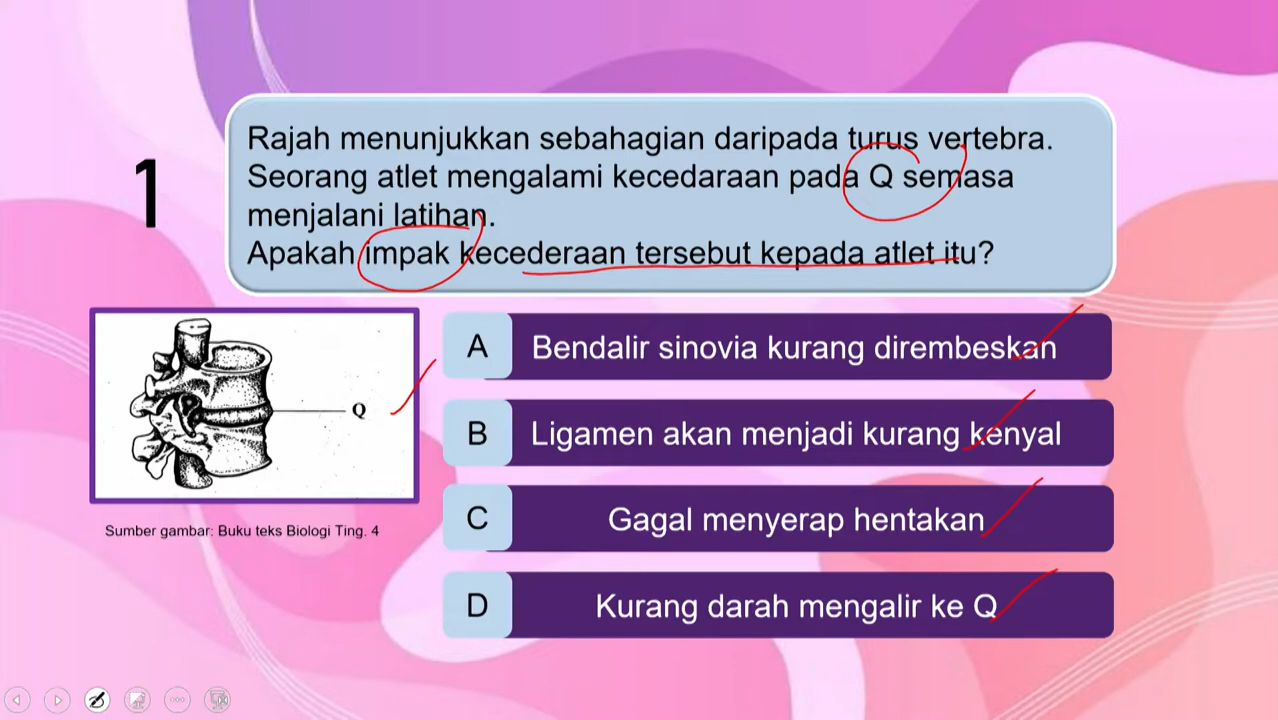 1
Rajah menunjukkan sebahagian daripada turus vertebra.
Seorang atlet mengalami kecedaraan pada Q semasa
menjalani latihan.
Apakah impak kecederaan tersebut kepada atlet itu?
Q
Sumber gambar: Buku teks Biologi Ting. 4
A Bendalir sinovia kurang dirembeskan
B Ligamen akan menjadi kurang kenyal
C Gagal menyerap hentakan
D Kurang darah mengalir ke Q